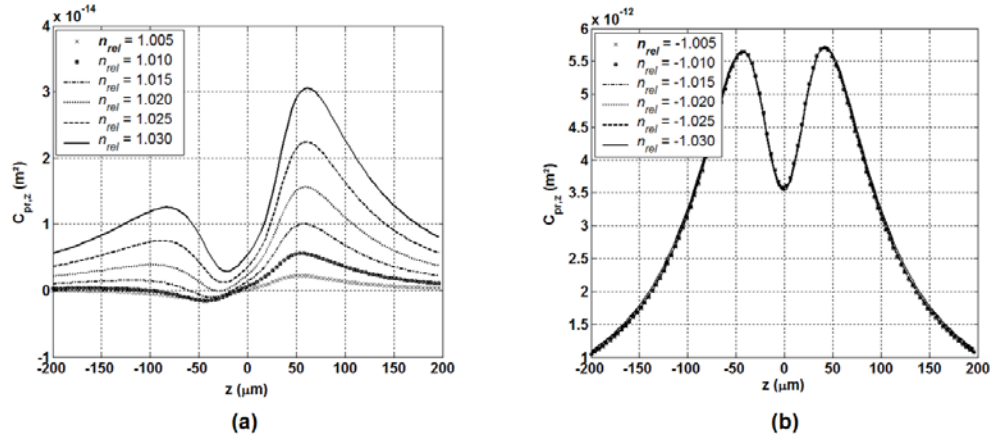 x 10⁻¹⁴
4
3
2
1
0
-1
C_pr,z (m²)
n_rel = 1.005
n_rel = 1.010
n_rel = 1.015
n_rel = 1.020
n_rel = 1.025
n_rel = 1.030
-200 -150 -100 -50 0 50 100 150 200
z (μm)
(a)
x 10⁻¹²
6
5.5
5
4.5
4
3.5
3
2.5
2
1.5
1
C_pr,z (m²)
n_rel = -1.005
n_rel = -1.010
n_rel = -1.015
n_rel = -1.020
n_rel = -1.025
n_rel = -1.030
-200 -150 -100 -50 0 50 100 150 200
z (μm)
(b)